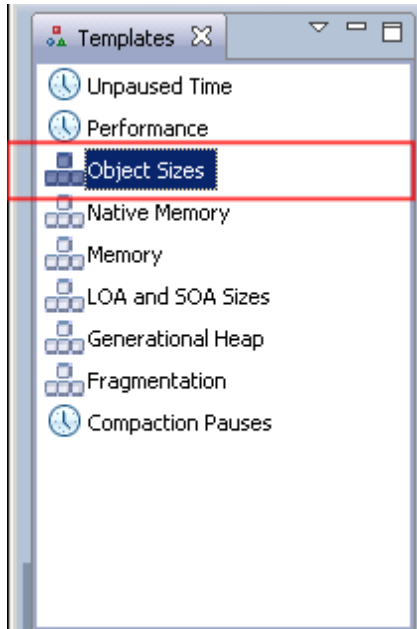 Templates
Unpaused Time
Performance
Object Sizes
Native Memory
Memory
LOA and SOA Sizes
Generational Heap
Fragmentation
Compaction Pauses